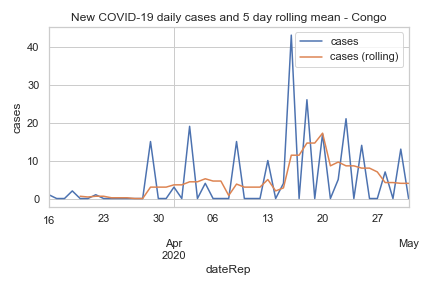 New COVID-19 daily cases and 5 day rolling mean - Congo
cases
cases (rolling)
40
30
20
10
0
cases
16 23 30 06 13 20 27
Apr May
2020
dateRep